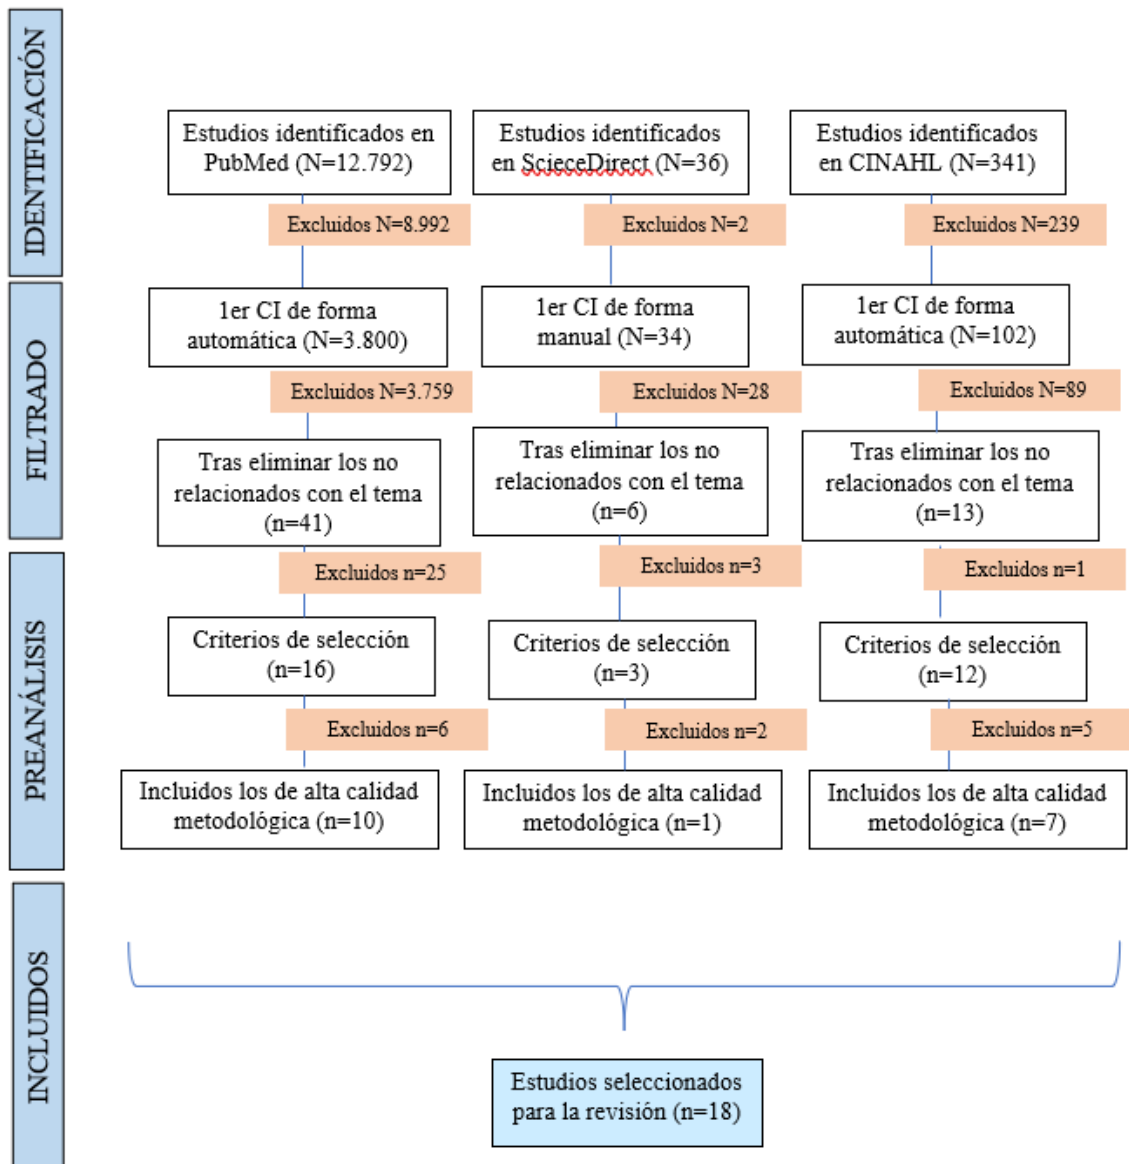 IDENTIFICACIÓN
Estudios identificados en
PubMed (N=12.792)
Estudios identificados
en ScieceDirect (N=36)
Estudios identificados
en CINAHL (N=341)
Excluidos N=8.992
Excluidos N=2
Excluidos N=239
FILTRADO
1er CI de forma
automática (N=3.800)
1er CI de forma
manual (N=34)
1er CI de forma
automática (N=102)
Excluidos N=3.759
Excluidos N=28
Excluidos N=89
Tras eliminar los no
relacionados con el tema
(n=41)
Tras eliminar los no
relacionados con el tema
(n=6)
Tras eliminar los no
relacionados con el tema
(n=13)
PREANÁLISIS
Excluidos n=25
Excluidos n=3
Excluidos n=1
Criterios de selección
(n=16)
Criterios de selección
(n=3)
Criterios de selección
(n=12)
Excluidos n=6
Excluidos n=2
Excluidos n=5
Incluidos los de alta calidad
metodológica (n=10)
Incluidos los de alta calidad
metodológica (n=1)
Incluidos los de alta calidad
metodológica (n=7)
INCLUIDOS
Estudios seleccionados
para la revisión (n=18)